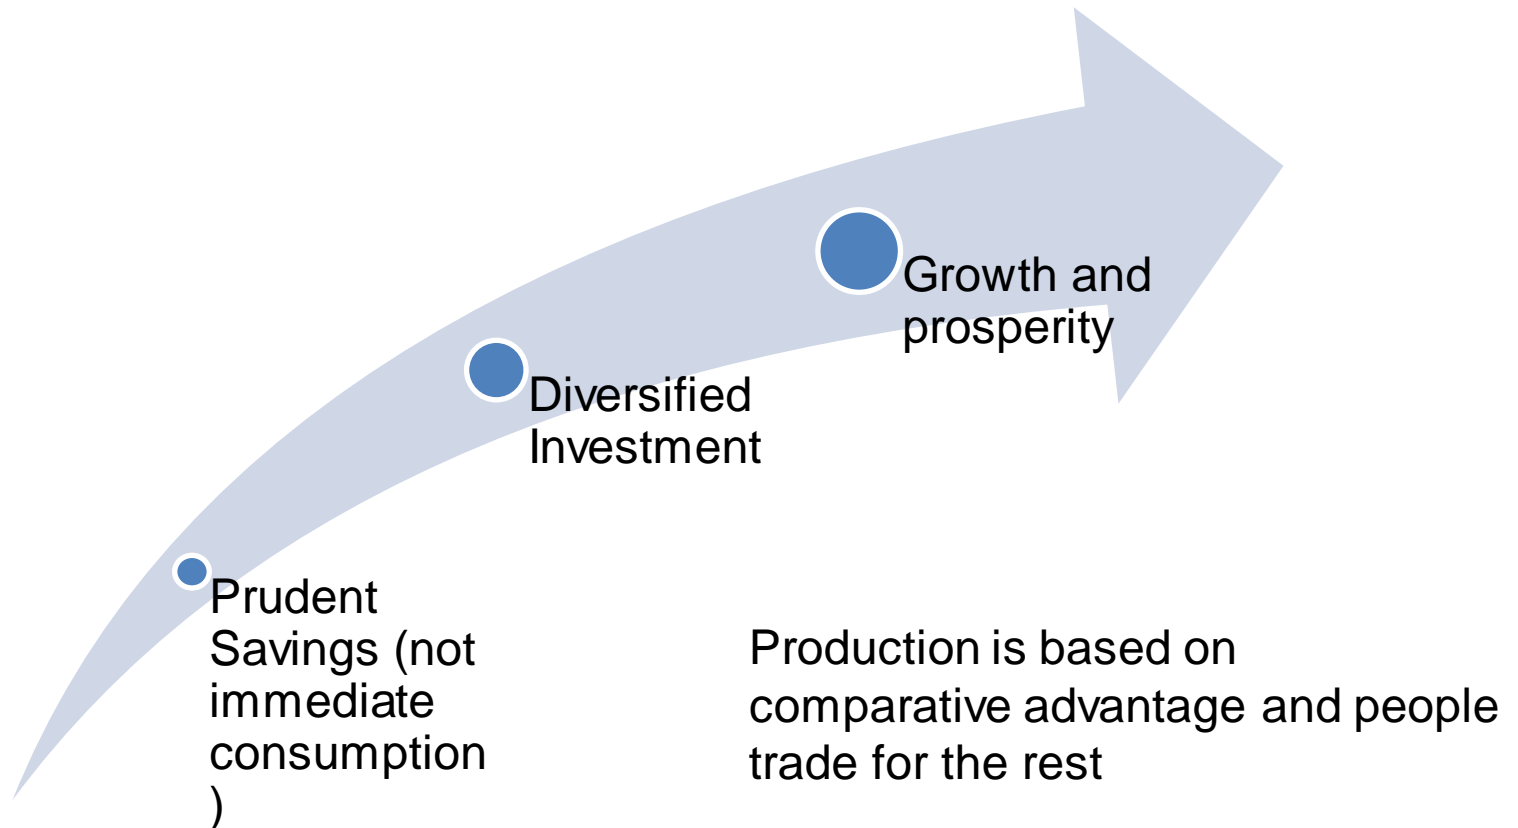 Growth and
prosperity
Diversified
Investment
Prudent
Savings (not
immediate
consumption
)
Production is based on
comparative advantage and people
trade for the rest